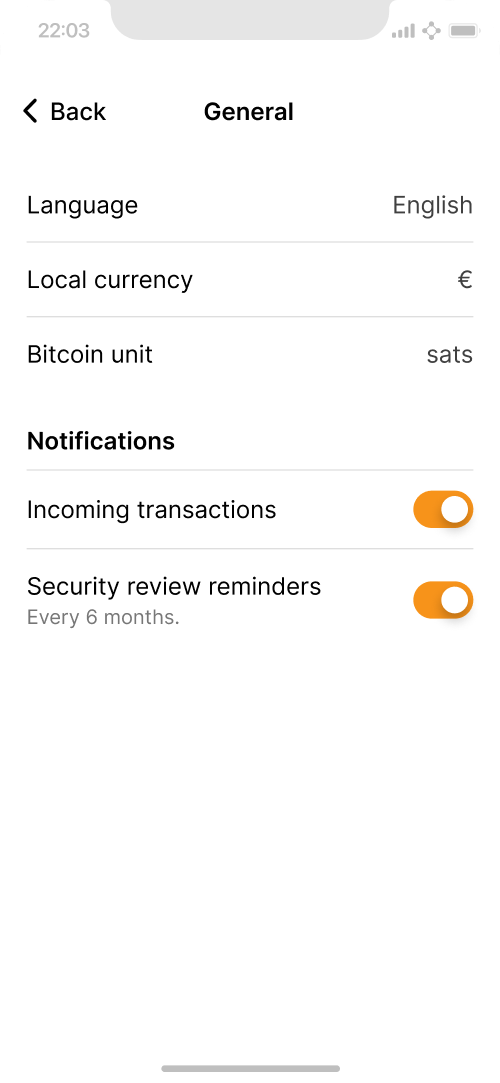 22:03
Back
General
Language English
Local currency €
Bitcoin unit sats
Notifications
Incoming transactions
Security review reminders
Every 6 months.